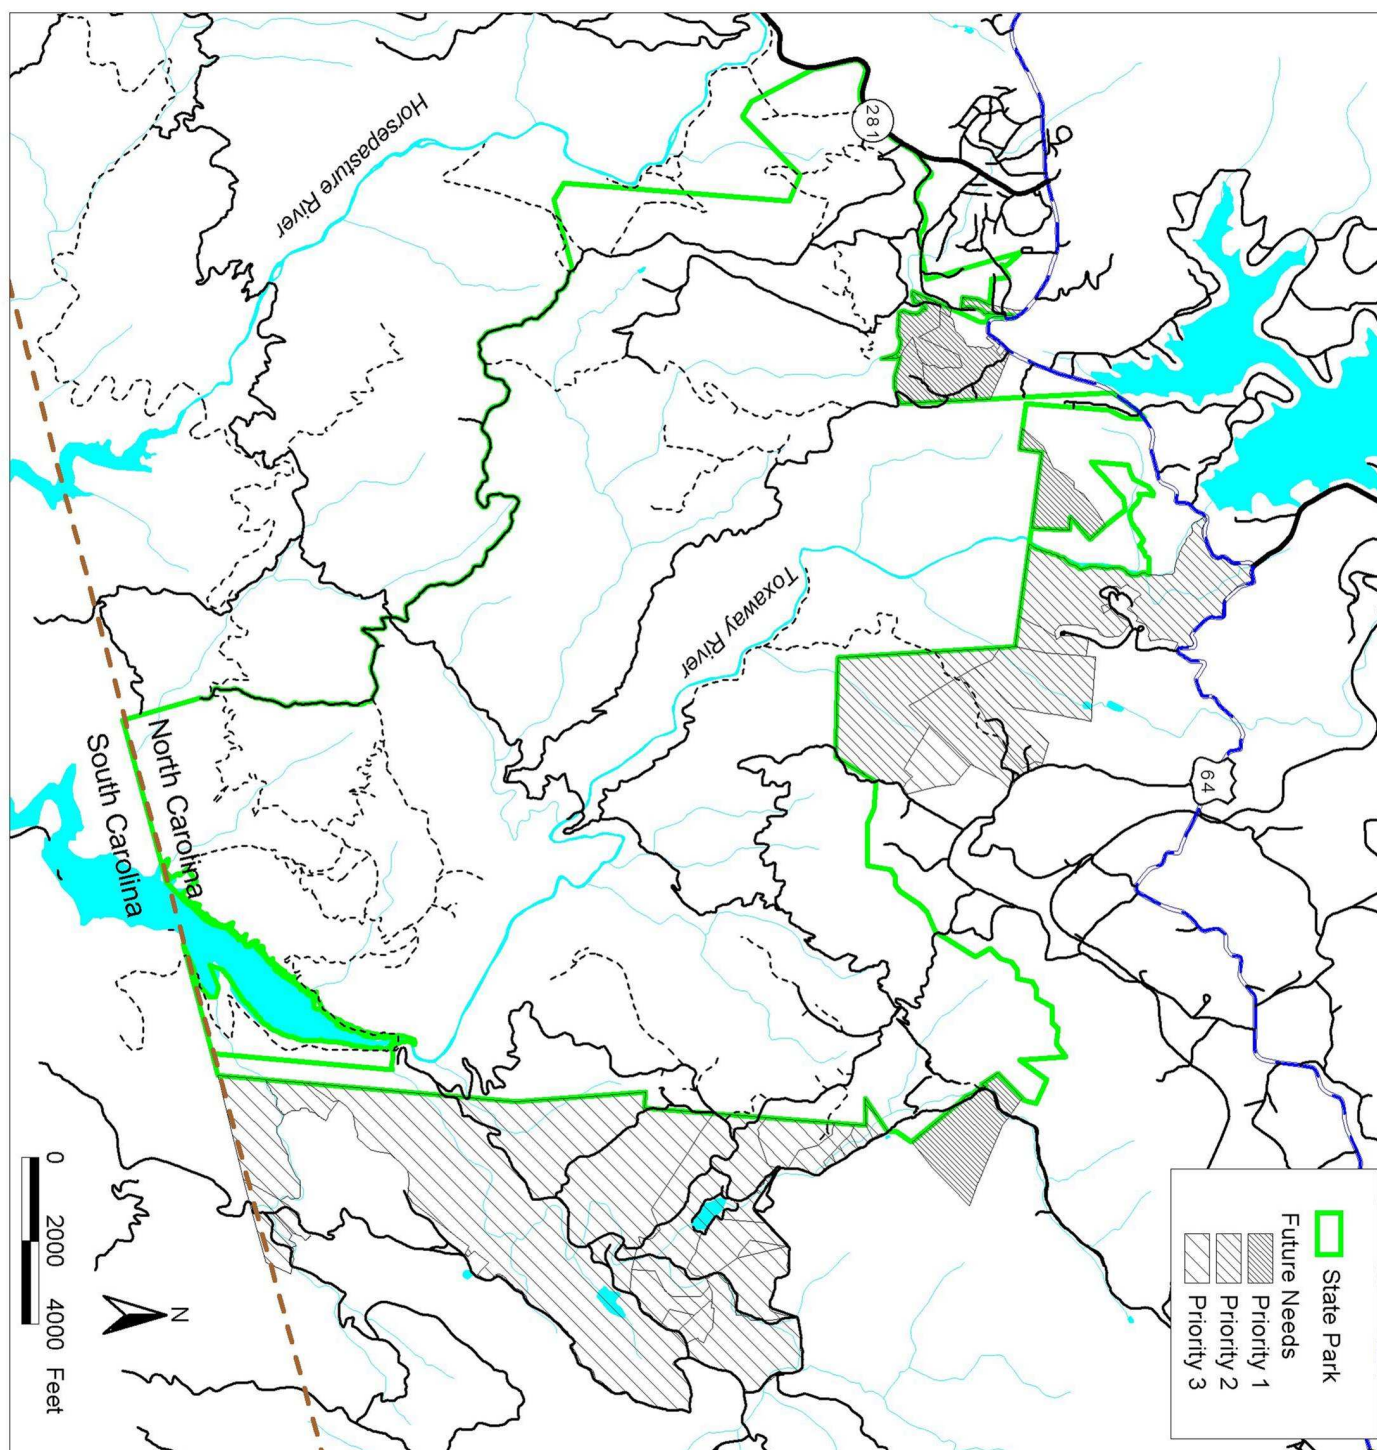 281
Horsepasture River
Toxaway River
64
North Carolina
South Carolina
State Park
Future Needs
Priority 1
Priority 2
Priority 3
N
0 2000 4000 Feet